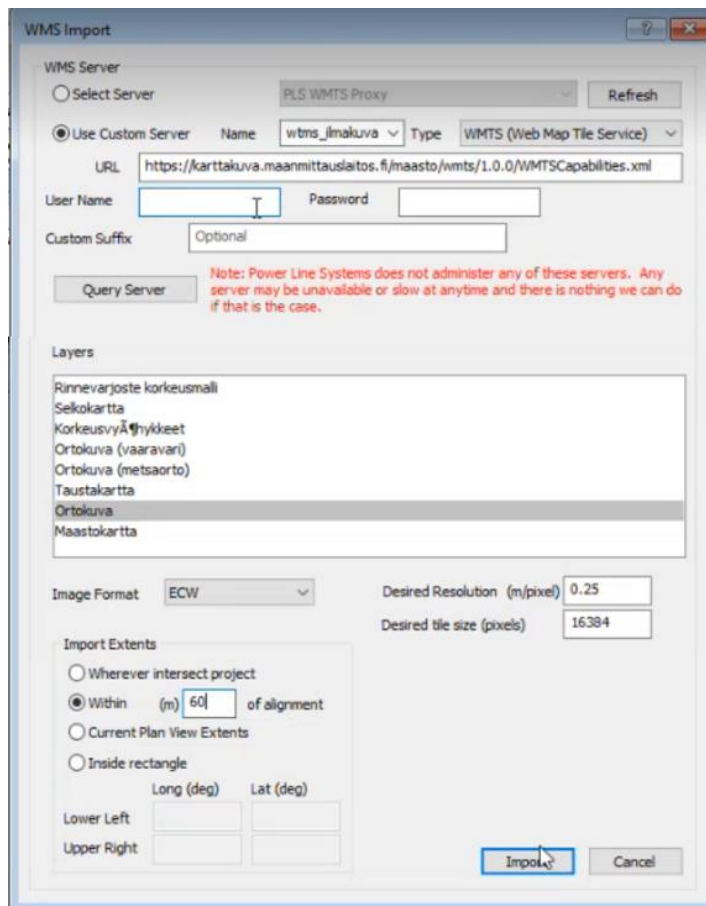 WMS Import
WMS Server
Select Server PLS WMTS Proxy Refresh
Use Custom Server Name wtms_ilmakuva Type WMTS (Web Map Tile Service)
URL https://karttakuva.maanmittauslaitos.fi/maasto/wmts/1.0.0/WMTSCapabilities.xml
User Name Password
Custom Suffix Optional
Query Server
Note: Power Line Systems does not administer any of these servers. Any
server may be unavailable or slow at anytime and there is nothing we can do
if that is the case.
Layers
Rinnevarjoste korkeusmalli
Selkokartta
KorkeusvyÃ¶hykkeet
Ortokuva (vaaravari)
Ortokuva (metsaorto)
Taustakartta
Ortokuva
Maastokartta
Image Format ECW Desired Resolution (m/pixel) 0.25
Desired tile size (pixels) 16384
Import Extents
Wherever intersect project
Within (m) 60 of alignment
Current Plan View Extents
Inside rectangle
Long (deg) Lat (deg)
Lower Left
Upper Right
Import Cancel